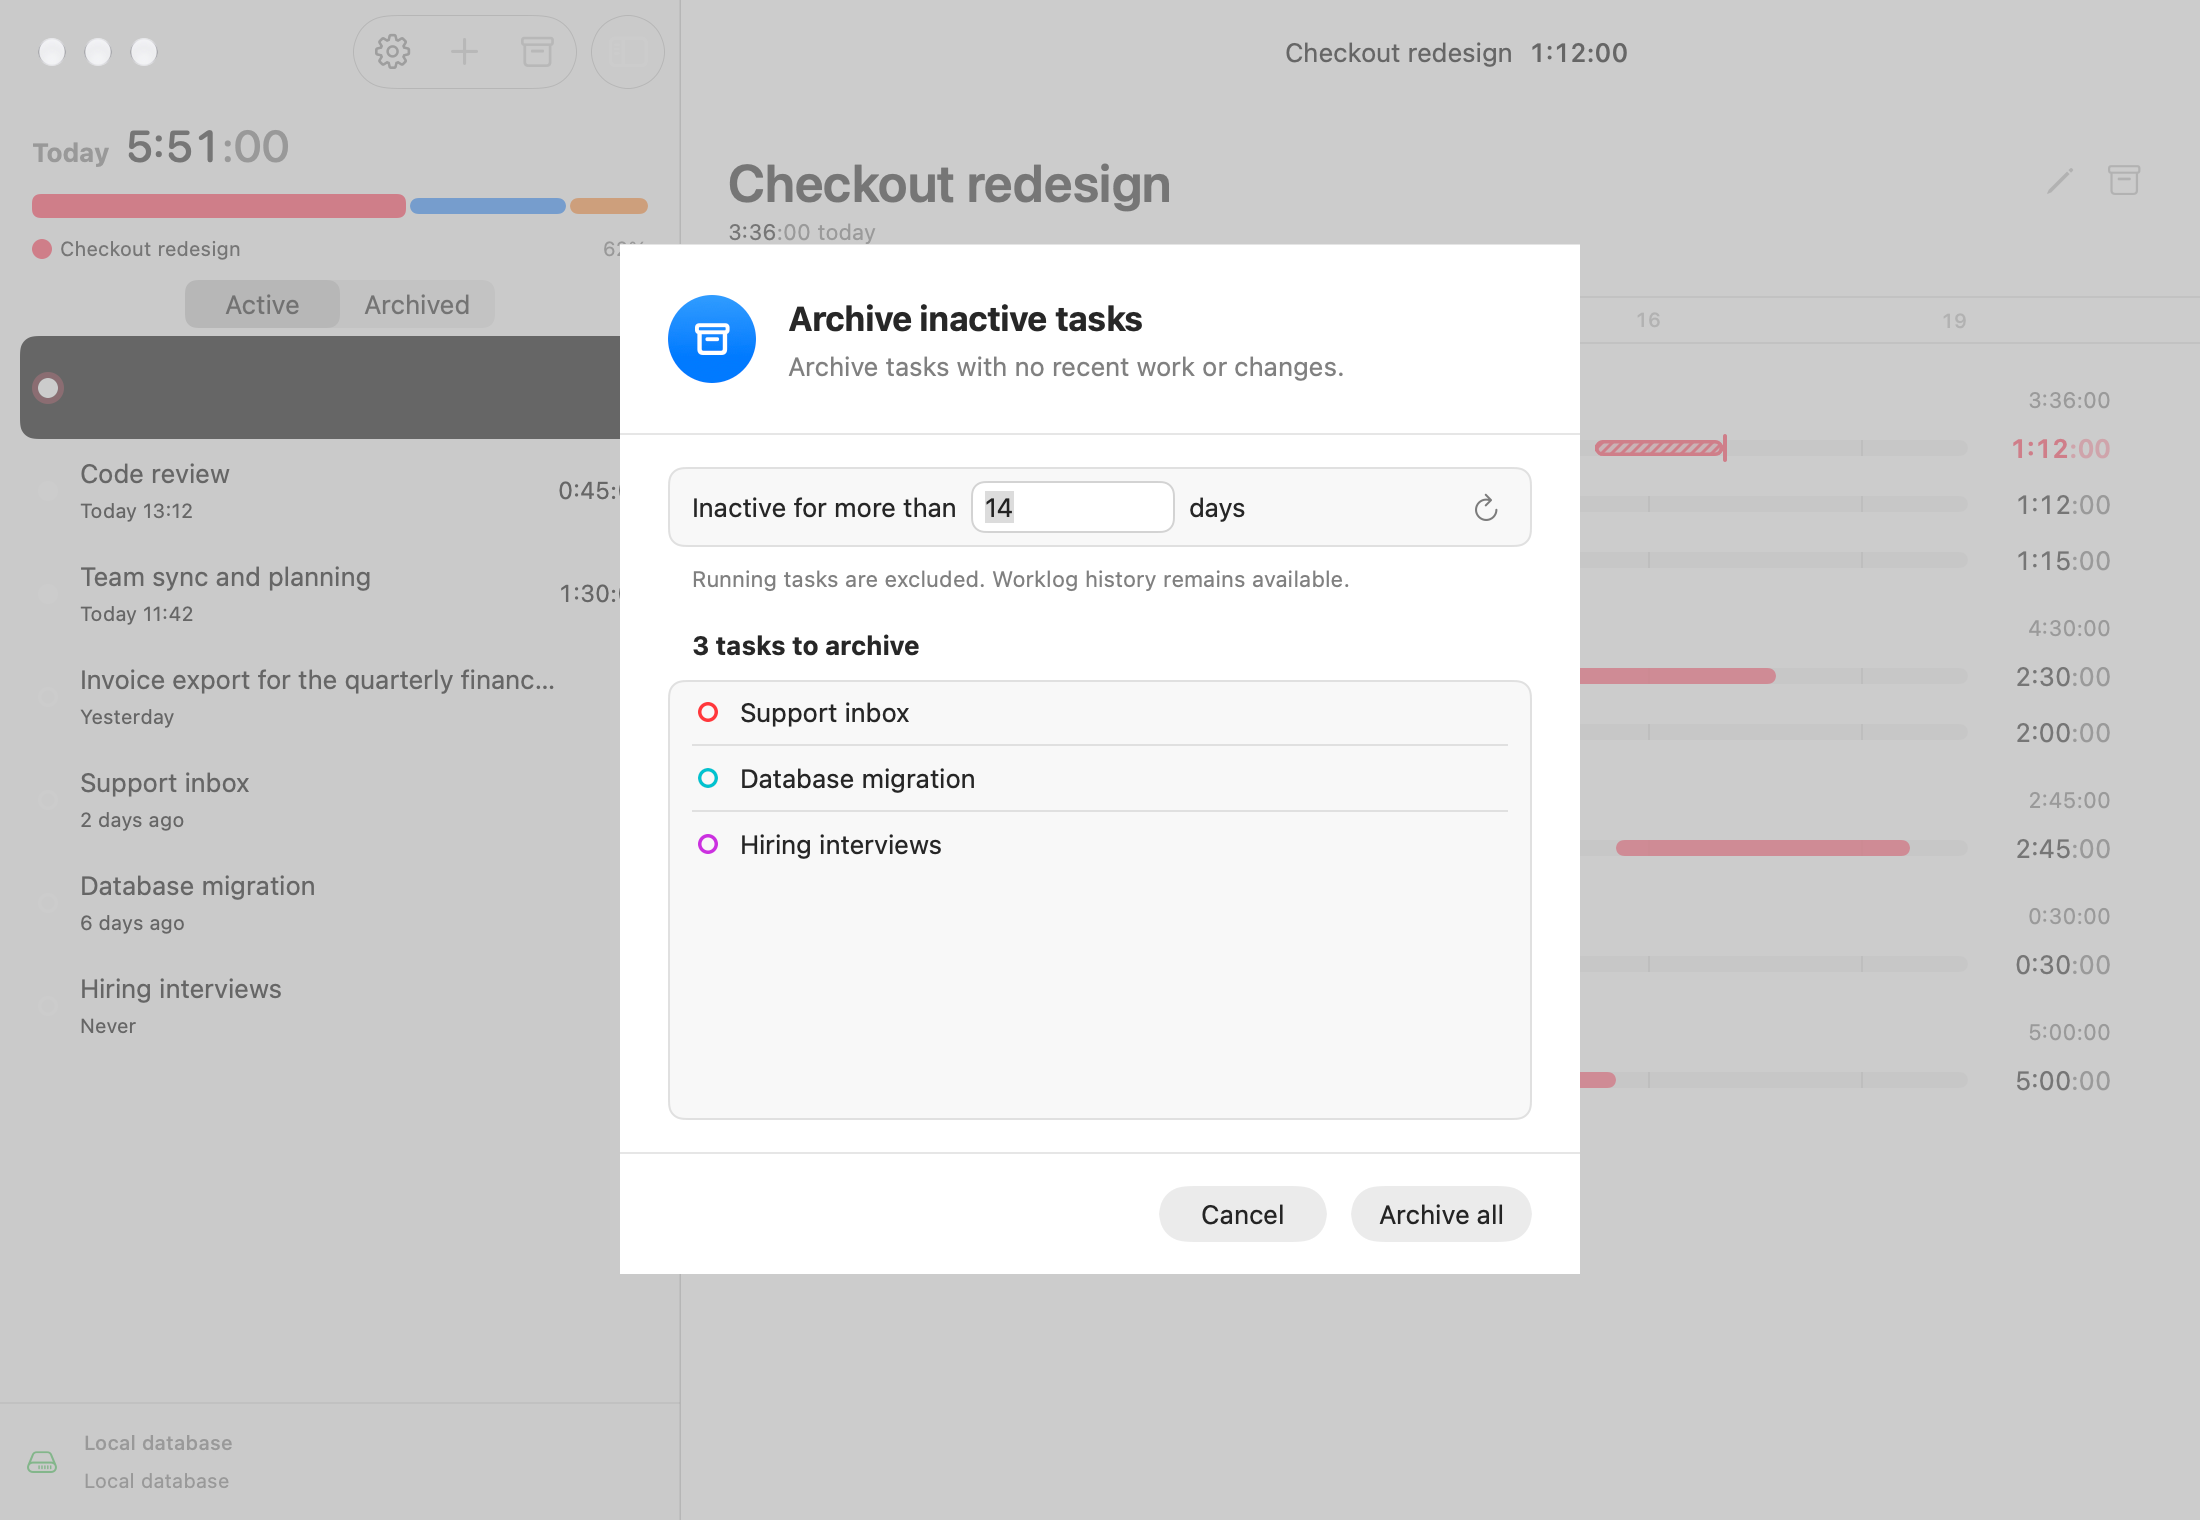 Checkout redesign 1:12:00
Today 5:51:00
Checkout redesign
Active Archived
Code review
Today 13:12
0:45:
Team sync and planning
Today 11:42
1:30:
Invoice export for the quarterly financ...
Yesterday
Support inbox
2 days ago
Database migration
6 days ago
Hiring interviews
Never
Local database
Local database
Checkout redesign
3:36:00 today
16 19
3:36:00
1:12:00
1:12:00
1:15:00
4:30:00
2:30:00
2:00:00
2:45:00
2:45:00
0:30:00
0:30:00
5:00:00
5:00:00
Archive inactive tasks
Archive tasks with no recent work or changes.
Inactive for more than 14 days
Running tasks are excluded. Worklog history remains available.
3 tasks to archive
Support inbox
Database migration
Hiring interviews
Cancel Archive all